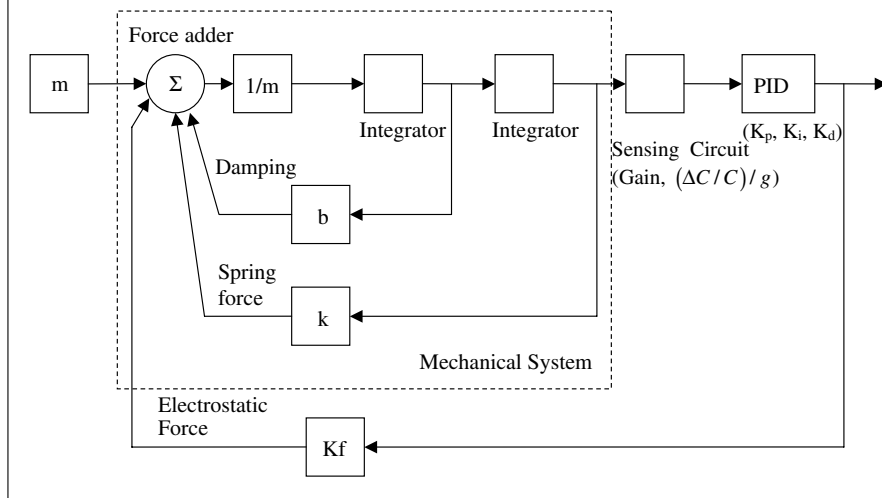 Force adder
m
Σ
1/m
PID
Integrator
Integrator
(Kp, Ki, Kd)
Sensing Circuit
(Gain, (ΔC / C) / g)
Damping
b
Spring
force
k
Mechanical System
Electrostatic
Force
Kf